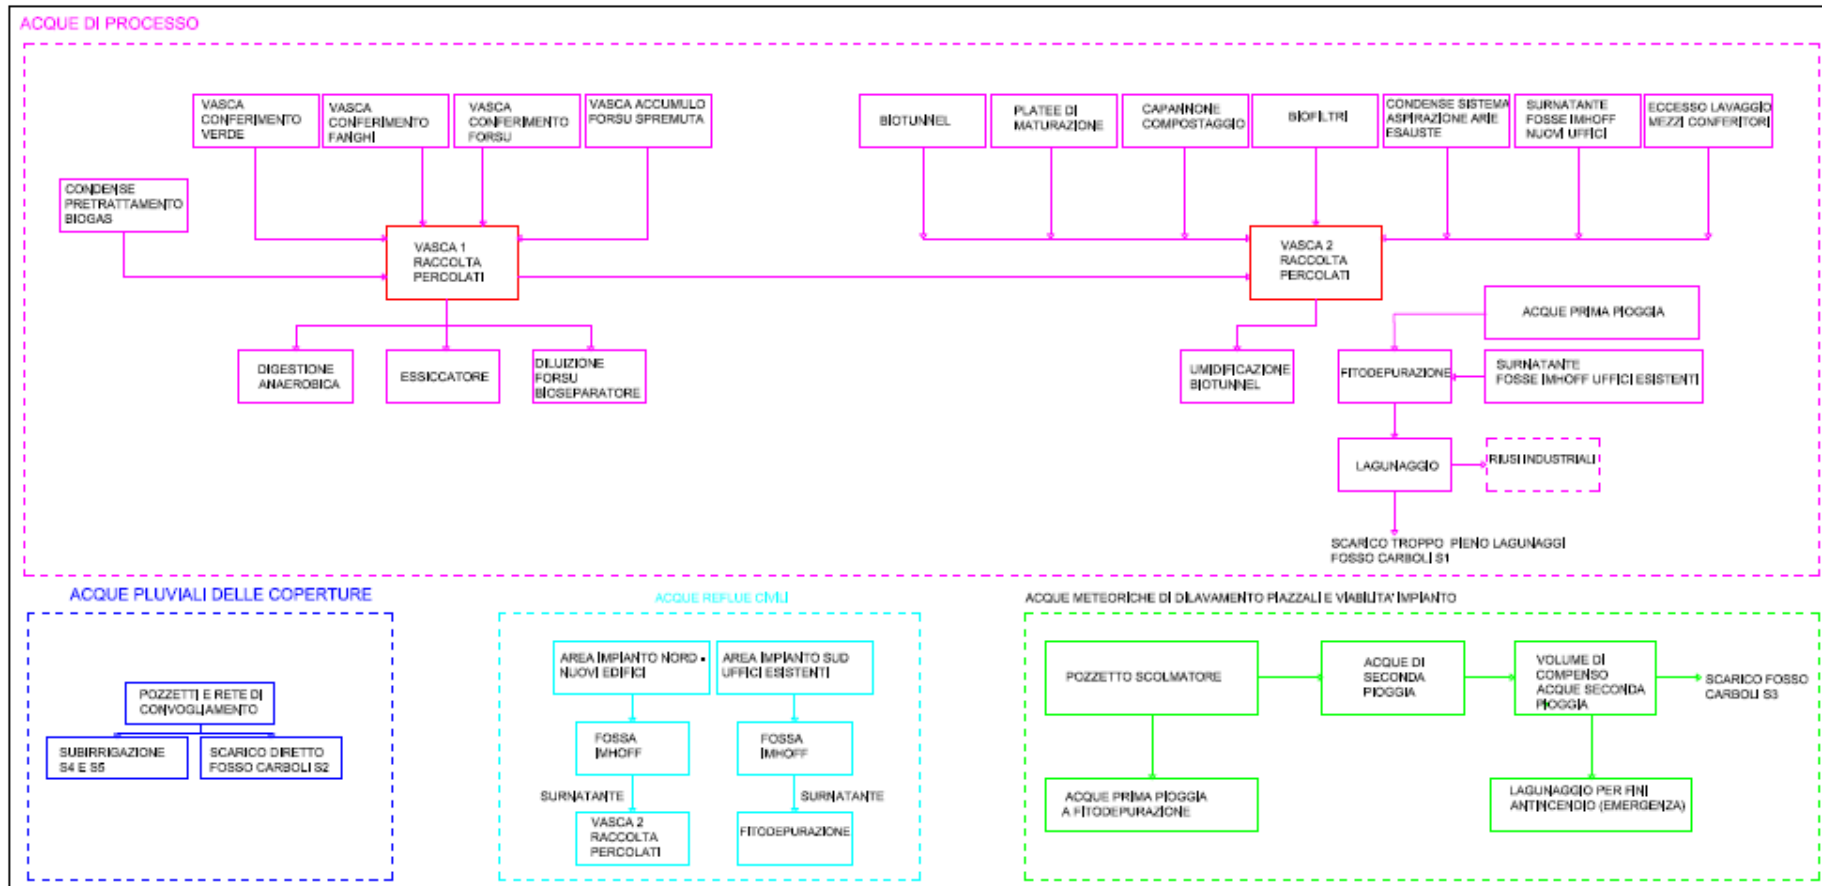 ACQUE DI PROCESSO
VASCA
CONFERIMENTO
VERDE
VASCA
CONFERIMENTO
FANGHI
VASCA
CONFERIMENTO
FORSU
VASCA ACCUMULO
FORSU SPREMUTA
BIOTUNNEL
PLATEE DI
MATURAZIONE
CAPANNONE
COMPOSTAGGIO
BIOFILTRI
CONDENSE SISTEMA
ASPIRAZIONE ARIE
ESAUSTE
SURNATANTE
FOSSE IMHOFF
NUOVI UFFICI
ECCESSO LAVAGGIO
MEZZI CONFERITORI
CONDENSE
PRETRATTAMENTO
BIOGAS
VASCA 1
RACCOLTA
PERCOLATI
VASCA 2
RACCOLTA
PERCOLATI
DIGESTIONE
ANAEROBICA
ESSICCATORE
DILUIZIONE
FORSU
BIOSEPARATORE
UMIDIFICAZIONE
BIOTUNNEL
ACQUE PRIMA PIOGGIA
FITODEPURAZIONE
SURNATANTE
FOSSE IMHOFF UFFICI ESISTENTI
LAGUNAGGIO
RIUSI INDUSTRIALI
SCARICO TROPPO PIENO LAGUNAGGI
FOSSO CARBOLI S1
ACQUE PLUVIALI DELLE COPERTURE
POZZETTI E RETE DI
CONVOGLIAMENTO
SUBIRRIGAZIONE
S4 E S5
SCARICO DIRETTO
FOSSO CARBOLI S2
ACQUE REFLUE CIVILI
AREA IMPIANTO NORD -
NUOVI EDIFICI
AREA IMPIANTO SUD
UFFICI ESISTENTI
FOSSA
IMHOFF
FOSSA
IMHOFF
SURNATANTE
SURNATANTE
VASCA 2
RACCOLTA
PERCOLATI
FITODEPURAZIONE
ACQUE METEORICHE DI DILAVAMENTO PIAZZALI E VIABILITA' IMPIANTO
POZZETTO SCOLMATORE
ACQUE DI
SECONDA
PIOGGIA
VOLUME DI
COMPENSO
ACQUE SECONDA
PIOGGIA
SCARICO FOSSO
CARBOLI S3
ACQUE PRIMA PIOGGIA
A FITODEPURAZIONE
LAGUNAGGIO PER FINI
ANTINCENDIO (EMERGENZA)